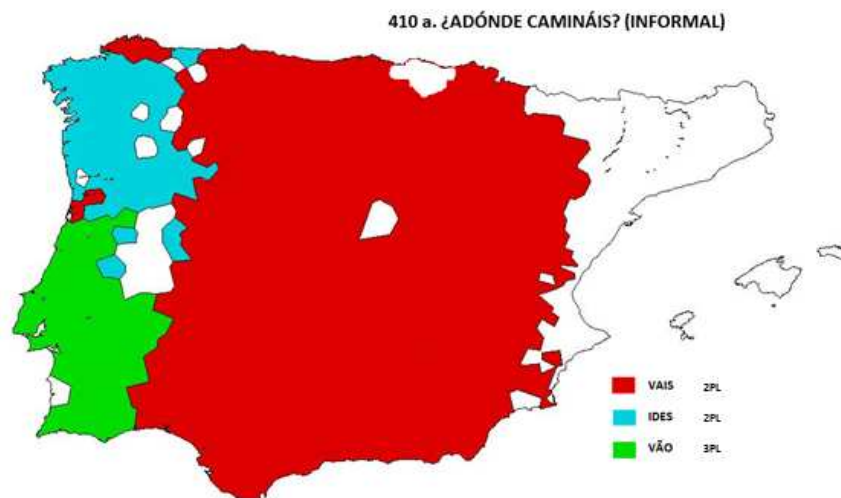 410 a. ¿ADÓNDE CAMINÁIS? (INFORMAL)
VAIS 2PL
IDES 2PL
VÃO 3PL